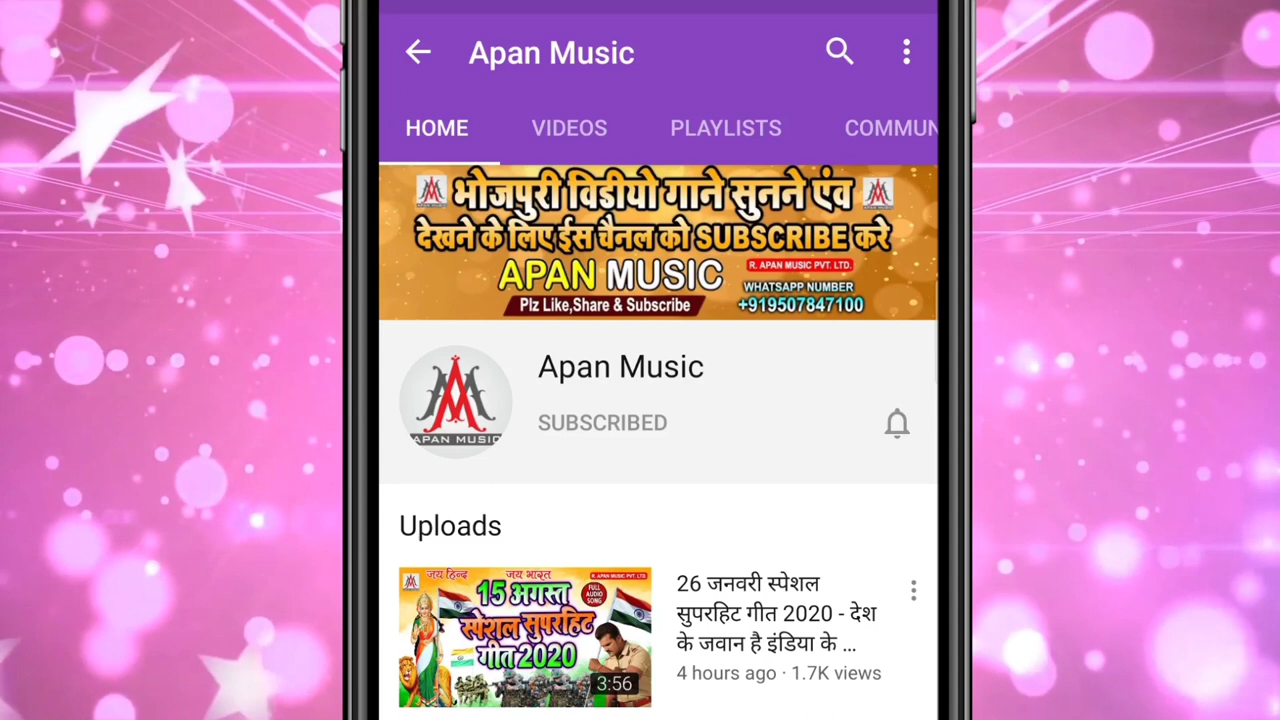 Apan Music
HOME VIDEOS PLAYLISTS COMMUN
भोजपुरी विडीयो गाने सुनने एंव
देखने के लिए ईस चैनल को SUBSCRIBE करे
APAN MUSIC
R. APAN MUSIC PVT. LTD.
WHATSAPP NUMBER
+919507847100
Plz Like,Share & Subscribe
Apan Music
SUBSCRIBED
APAN MUSIC
Uploads
जय हिन्द जय भारत
R. APAN MUSIC PVT. LTD
15 अगस्त
FULL AUDIO SONG
स्पेशल सुपरहिट
गीत 2020
3:56
26 जनवरी स्पेशल
सुपरहिट गीत 2020 - देश
के जवान है इंडिया के ...
4 hours ago · 1.7K views